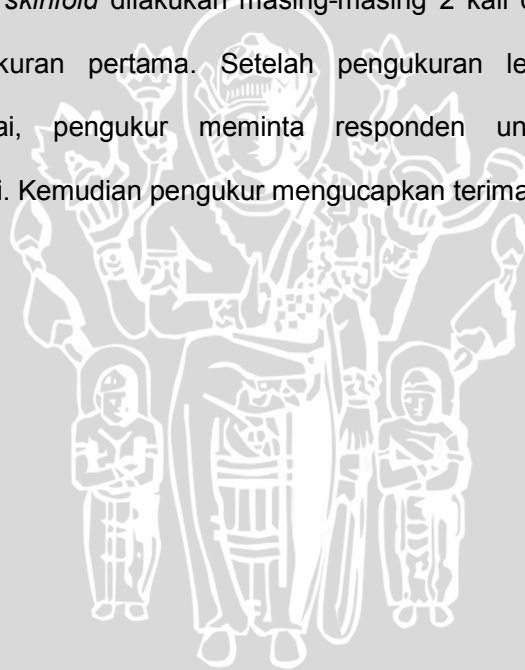 skinfold dilakukan masing-masing 2 kali
kuran pertama. Setelah pengukuran le
ai, pengukur meminta responden un
i. Kemudian pengukur mengucapkan terima